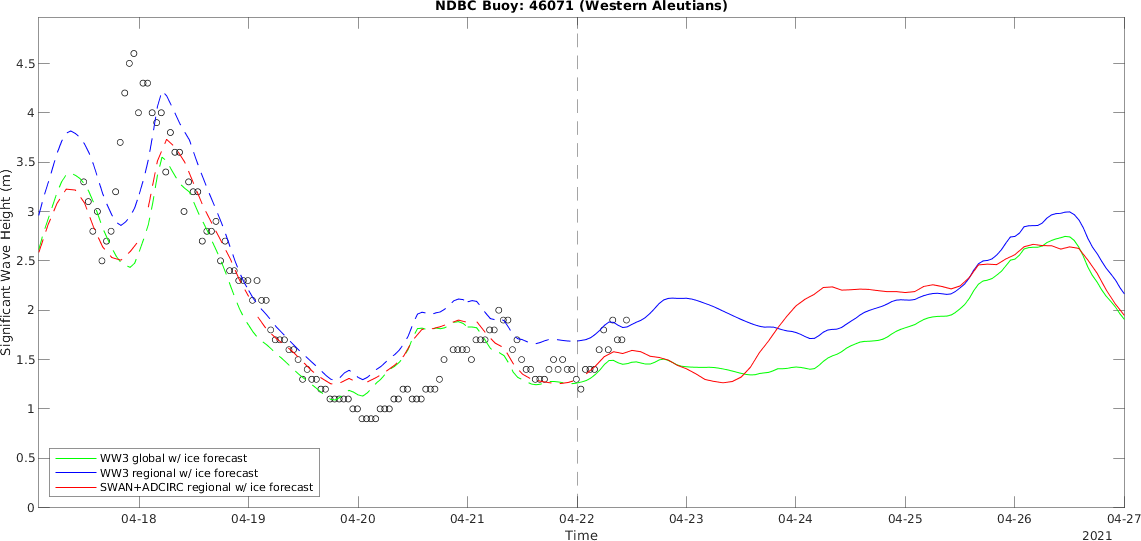 NDBC Buoy: 46071 (Western Aleutians)
Significant Wave Height (m)
4.5
4
3.5
3
2.5
2
1.5
1
0.5
0
WW3 global w/ ice forecast
WW3 regional w/ ice forecast
SWAN+ADCIRC regional w/ ice forecast
04-18 04-19 04-20 04-21 04-22 04-23 04-24 04-25 04-26 04-27
Time
2021